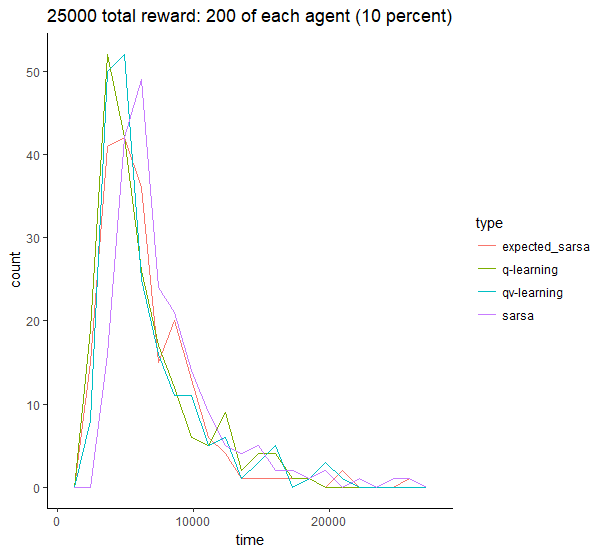 25000 total reward: 200 of each agent (10 percent)
50
40
30
20
10
0
count
0
10000
20000
time
type
expected_sarsa
q-learning
qv-learning
sarsa